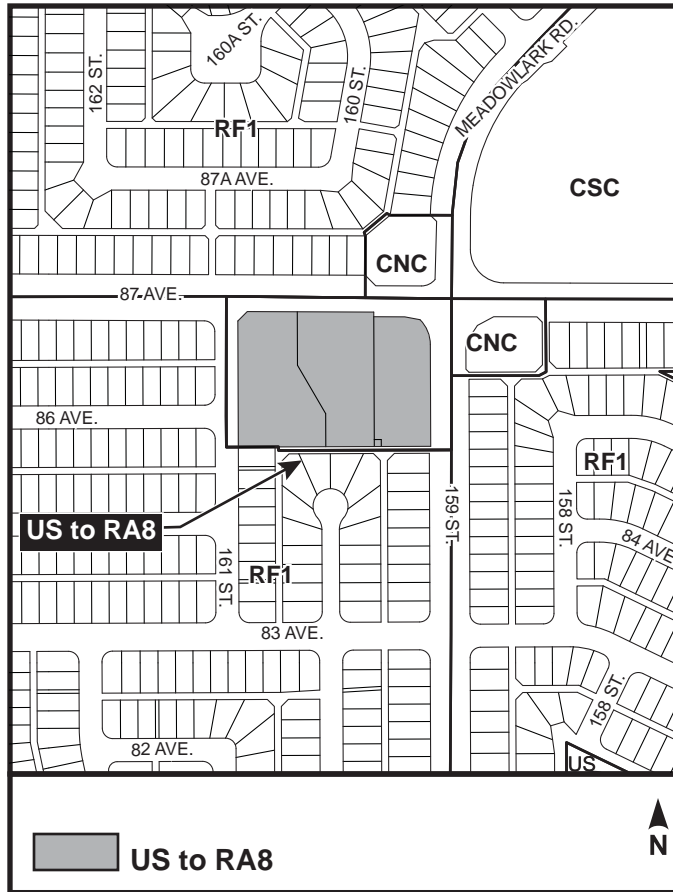 160A ST.
162 ST.
160 ST.
MEADOWLARK RD.
RF1
87A AVE.
CSC
CNC
87 AVE.
CNC
86 AVE.
RF1
US to RA8
159 ST.
158 ST.
84 AVE.
161 ST.
RF1
83 AVE.
158 ST.
82 AVE.
US
US to RA8
N